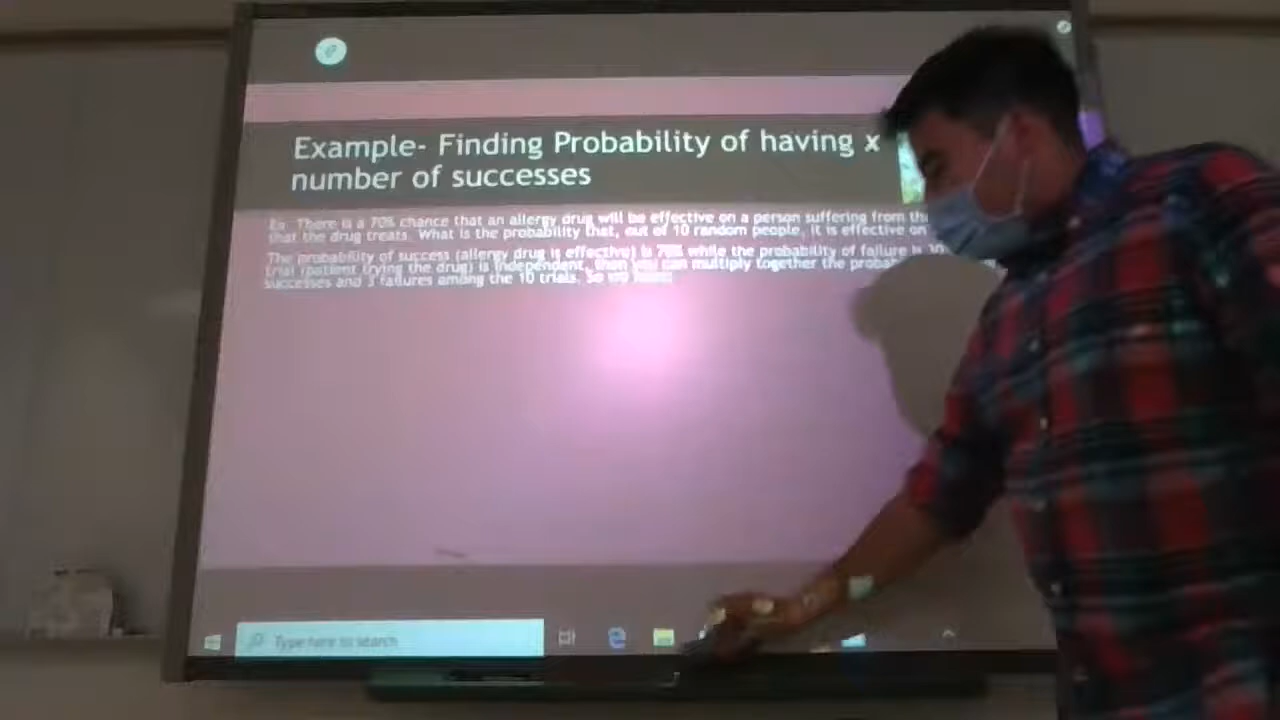 Example- Finding Probability of having x
number of successes
Ex. There is a 70% chance that an allergy drug will be effective on a person suffering from
that the drug treats. What is the probability that, out of 10 random people, it is effective on
The probability of success (allergy drug is effective) is 70% while the probability of failure is
trial (patient trying the drug) is independent, then you can multiply together the
successes and 3 failures among the 10 trials. So we
Type here to search